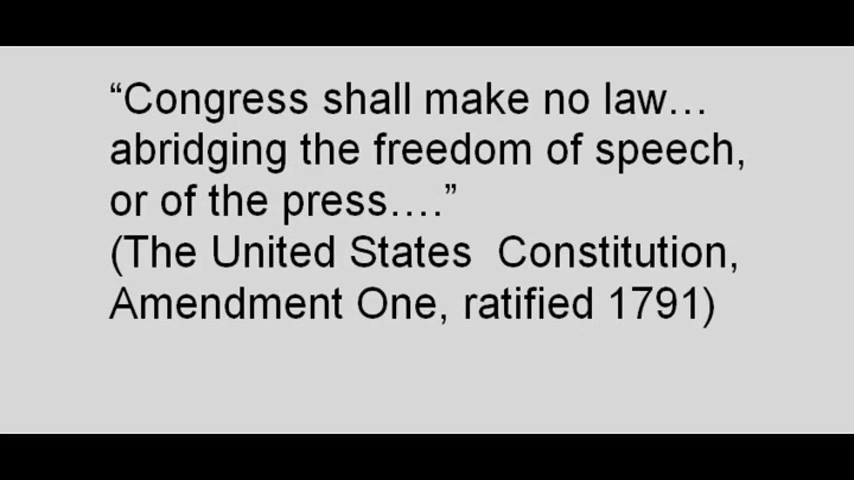 “Congress shall make no law…
abridging the freedom of speech,
or of the press….”
(The United States  Constitution,
Amendment One, ratified 1791)